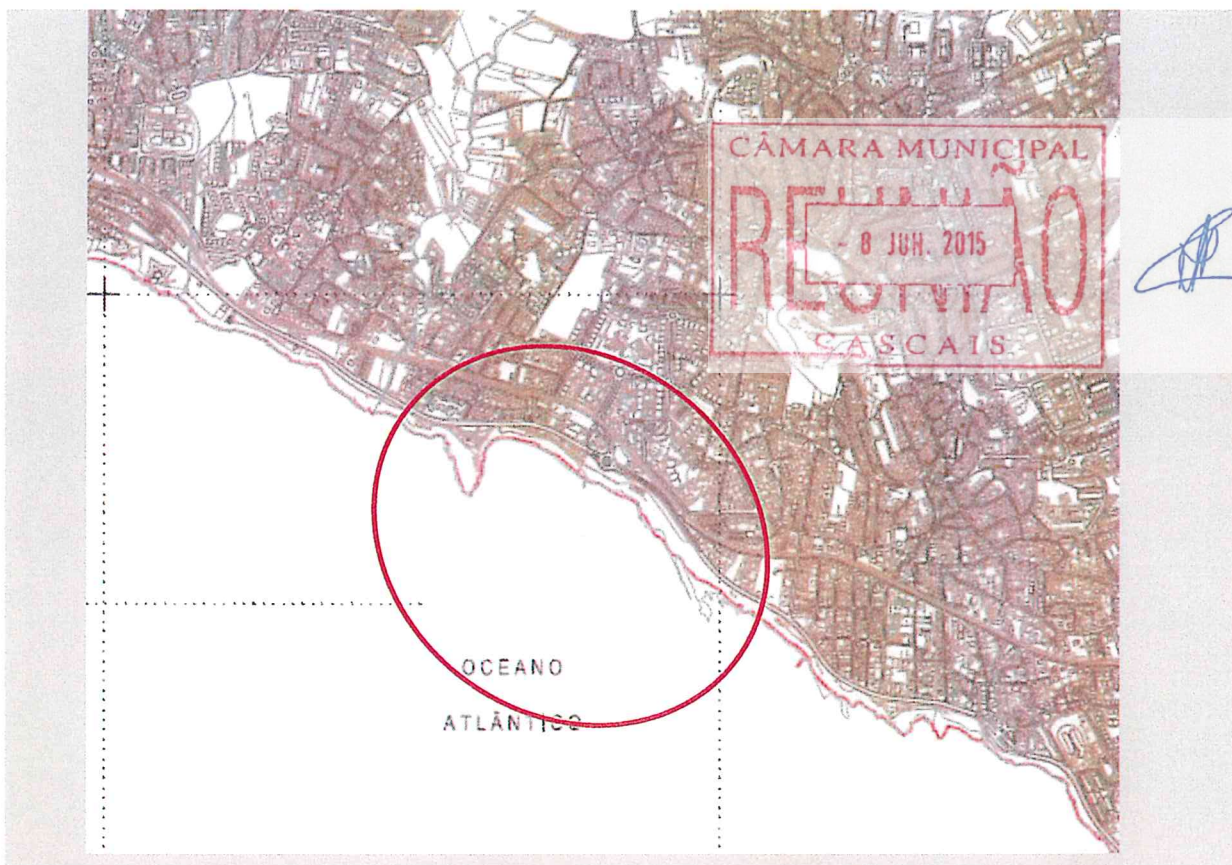 CÂMARA MUNICIPAL
REUNIÃO
- 8 JUN. 2015
CASCAIS
OCEANO
ATLÂNTICO